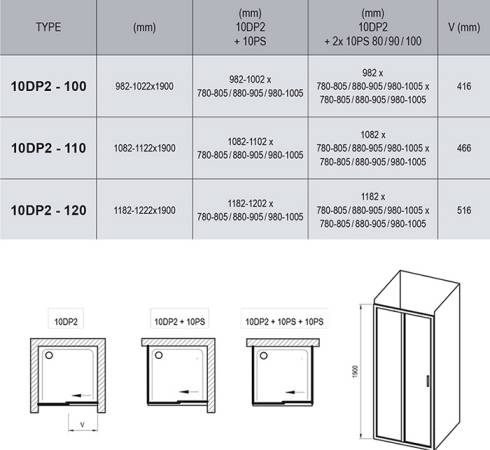 TYPE (mm) (mm) (mm) V (mm)
10DP2 10DP2
+ 10PS + 2x 10PS 80/90/100
10DP2 - 100 982-1022x1900 982-1002 x 982 x 416
780-805/880-905/980-1005 780-805/880-905/980-1005 x
780-805/880-905/980-1005
10DP2 - 110 1082-1122x1900 1082-1102 x 1082 x 466
780-805/880-905/980-1005 780-805/880-905/980-1005 x
780-805/880-905/980-1005
10DP2 - 120 1182-1222x1900 1182-1202 x 1182 x 516
780-805/880-905/980-1005 780-805/880-905/980-1005 x
780-805/880-905/980-1005
10DP2 10DP2 + 10PS 10DP2 + 10PS + 10PS
V
1900